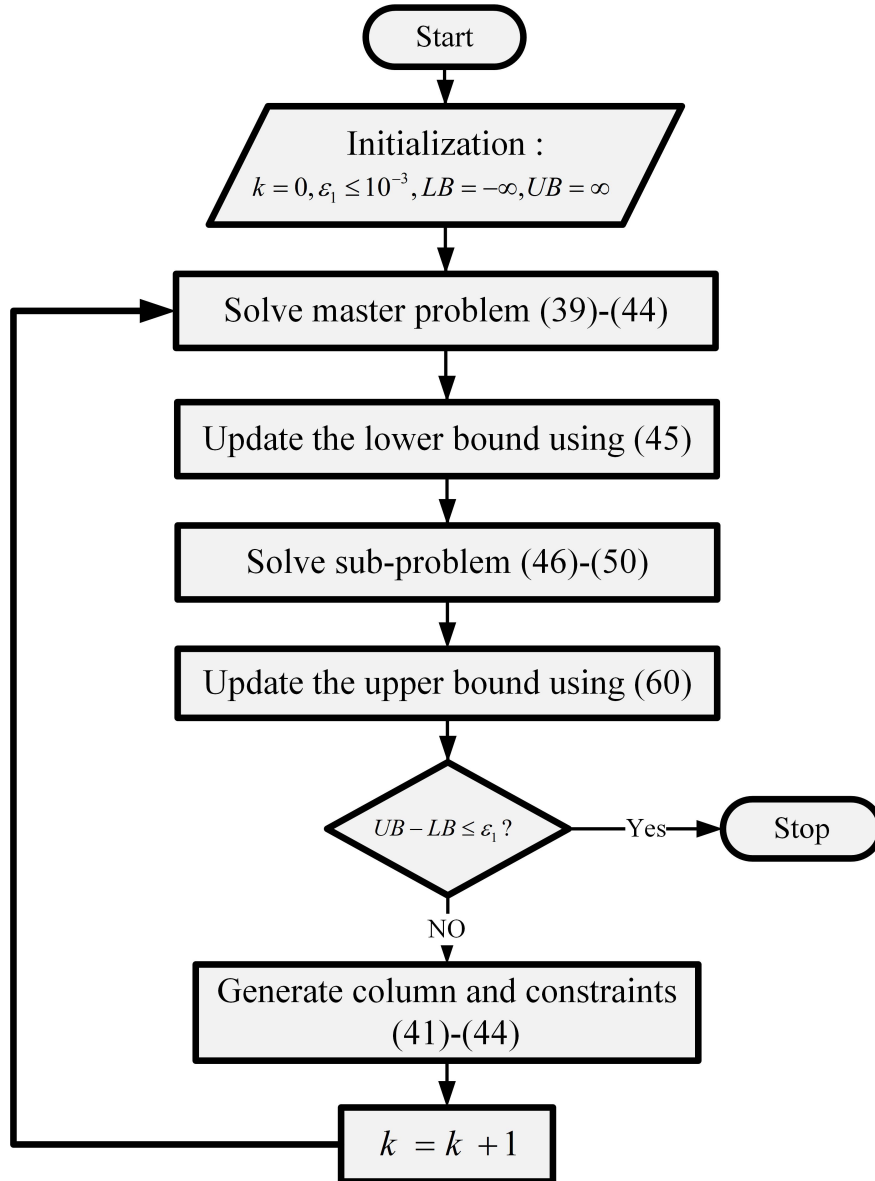 Start
Initialization :
k = 0, ε₁ ≤ 10⁻³, LB = −∞, UB = ∞
Solve master problem (39)-(44)
Update the lower bound using (45)
Solve sub-problem (46)-(50)
Update the upper bound using (60)
UB − LB ≤ ε₁ ?
Yes
Stop
NO
Generate column and constraints
(41)-(44)
k = k + 1